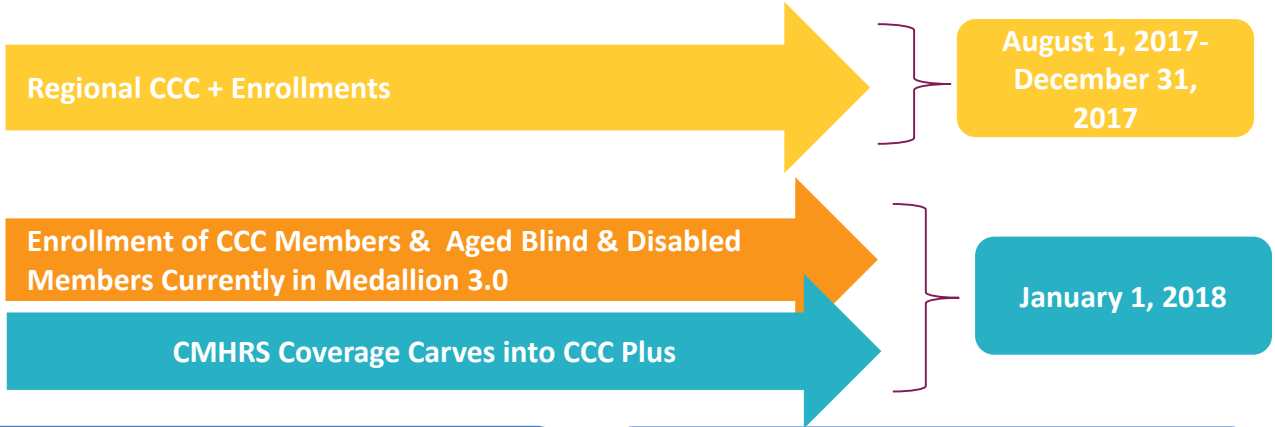 Regional CCC + Enrollments
August 1, 2017-
December 31,
2017
Enrollment of CCC Members & Aged Blind & Disabled
Members Currently in Medallion 3.0
CMHRS Coverage Carves into CCC Plus
January 1, 2018